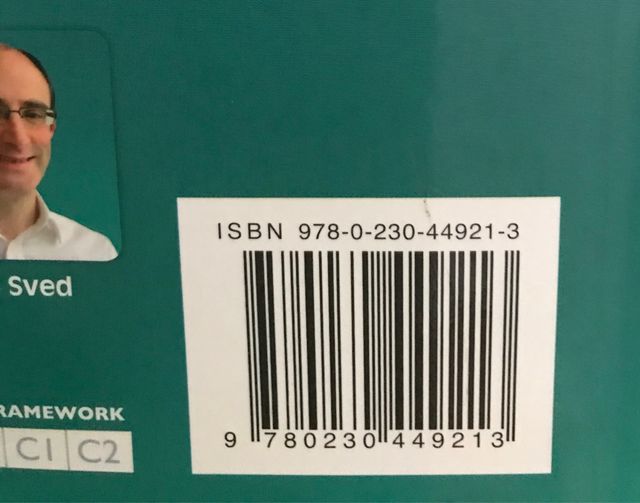 ISBN 978-0-230-44921-3
Sved
RAMEWORK
C1 C2
9 780230 449213